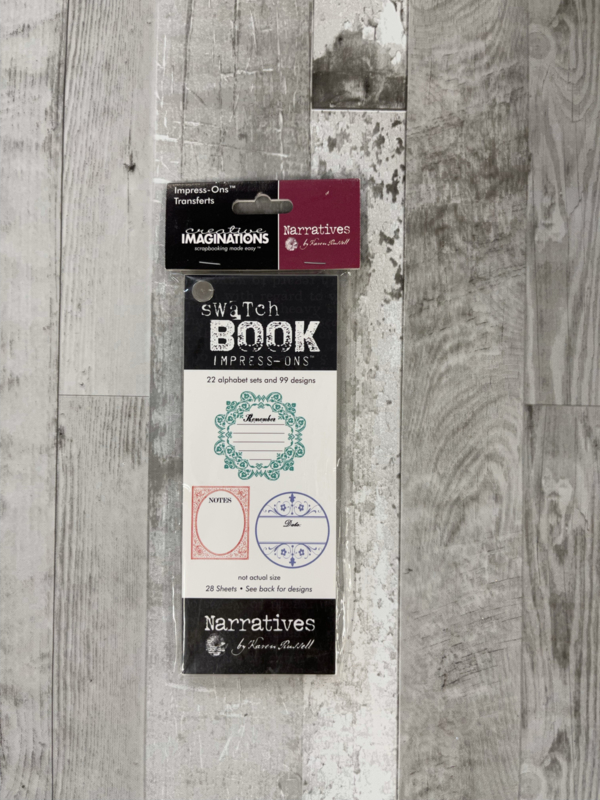 Impress-Ons™
Transferts
creative
IMAGINATIONS
scrapbooking made easy™
Narratives
by Karen Russell
swatch
BOOK
IMPRESS-ONS™
22 alphabet sets and 99 designs
Remember
NOTES
Date
not actual size
28 Sheets • See back for designs
Narratives
by Karen Russell